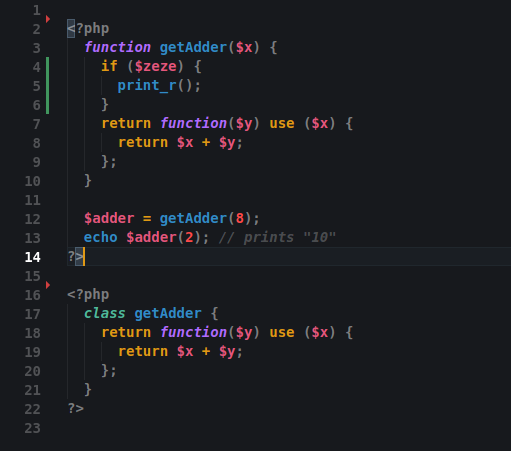 1
2 <?php
3   function getAdder($x) {
4     if ($zeze) {
5       print_r();
6     }
7     return function($y) use ($x) {
8       return $x + $y;
9     };
10   }
11
12   $adder = getAdder(8);
13   echo $adder(2); // prints "10"
14 ?>
15
16 <?php
17   class getAdder {
18     return function($y) use ($x) {
19       return $x + $y;
20     };
21   }
22 ?>
23